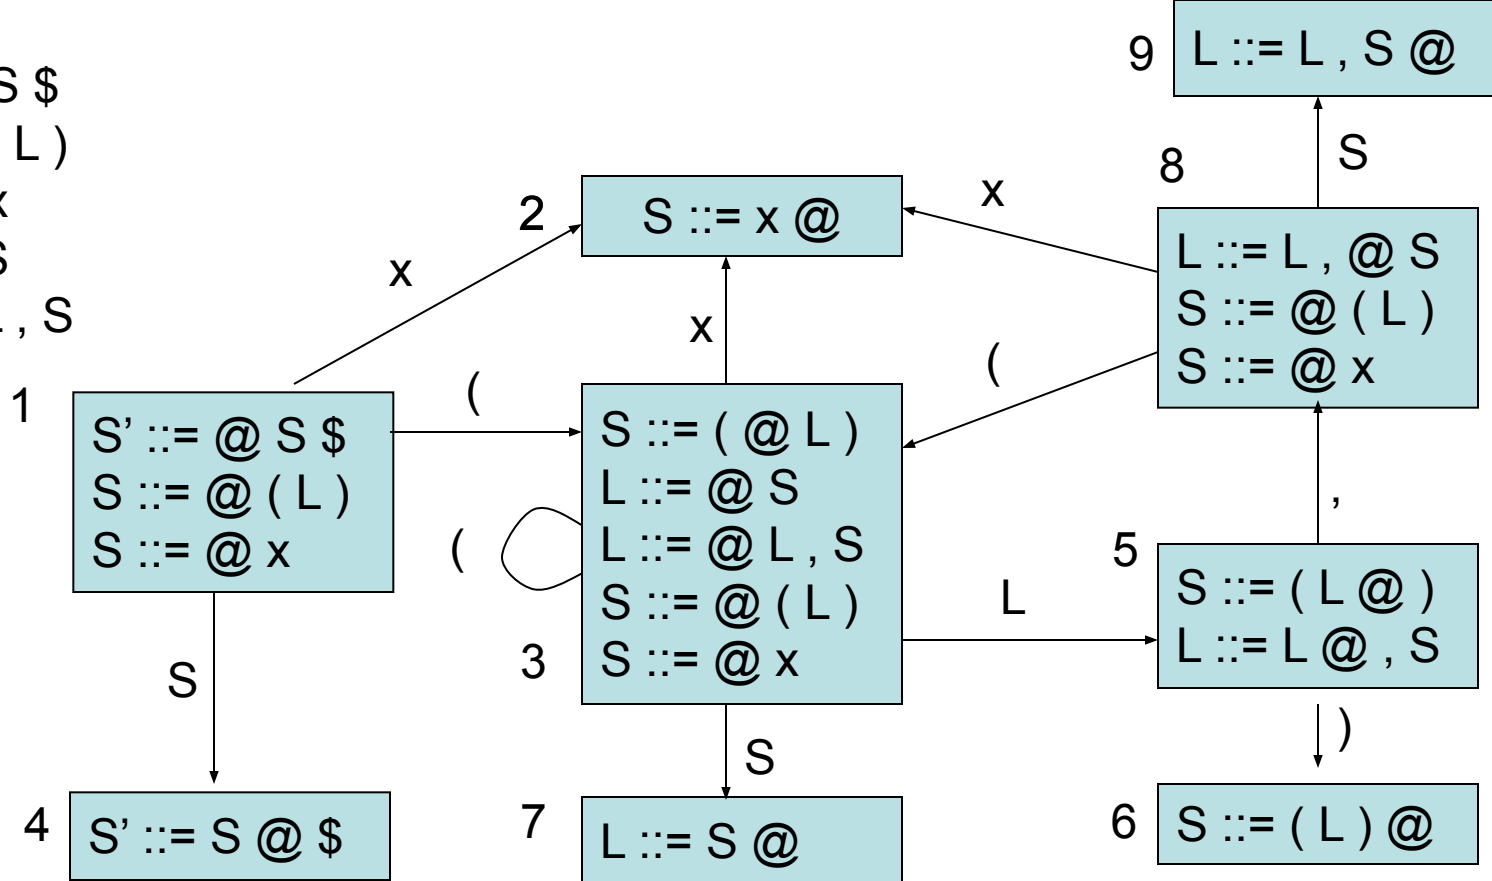 S $
L )
x
S
, S
1
S’ ::= @ S $
S ::= @ ( L )
S ::= @ x
x
(
S
4
S’ ::= S @ $
2
S ::= x @
x
(
3
S ::= ( @ L )
L ::= @ S
L ::= @ L , S
S ::= @ ( L )
S ::= @ x
S
7
L ::= S @
L
x
(
9
L ::= L , S @
S
8
L ::= L , @ S
S ::= @ ( L )
S ::= @ x
,
5
S ::= ( L @ )
L ::= L @ , S
)
6
S ::= ( L ) @